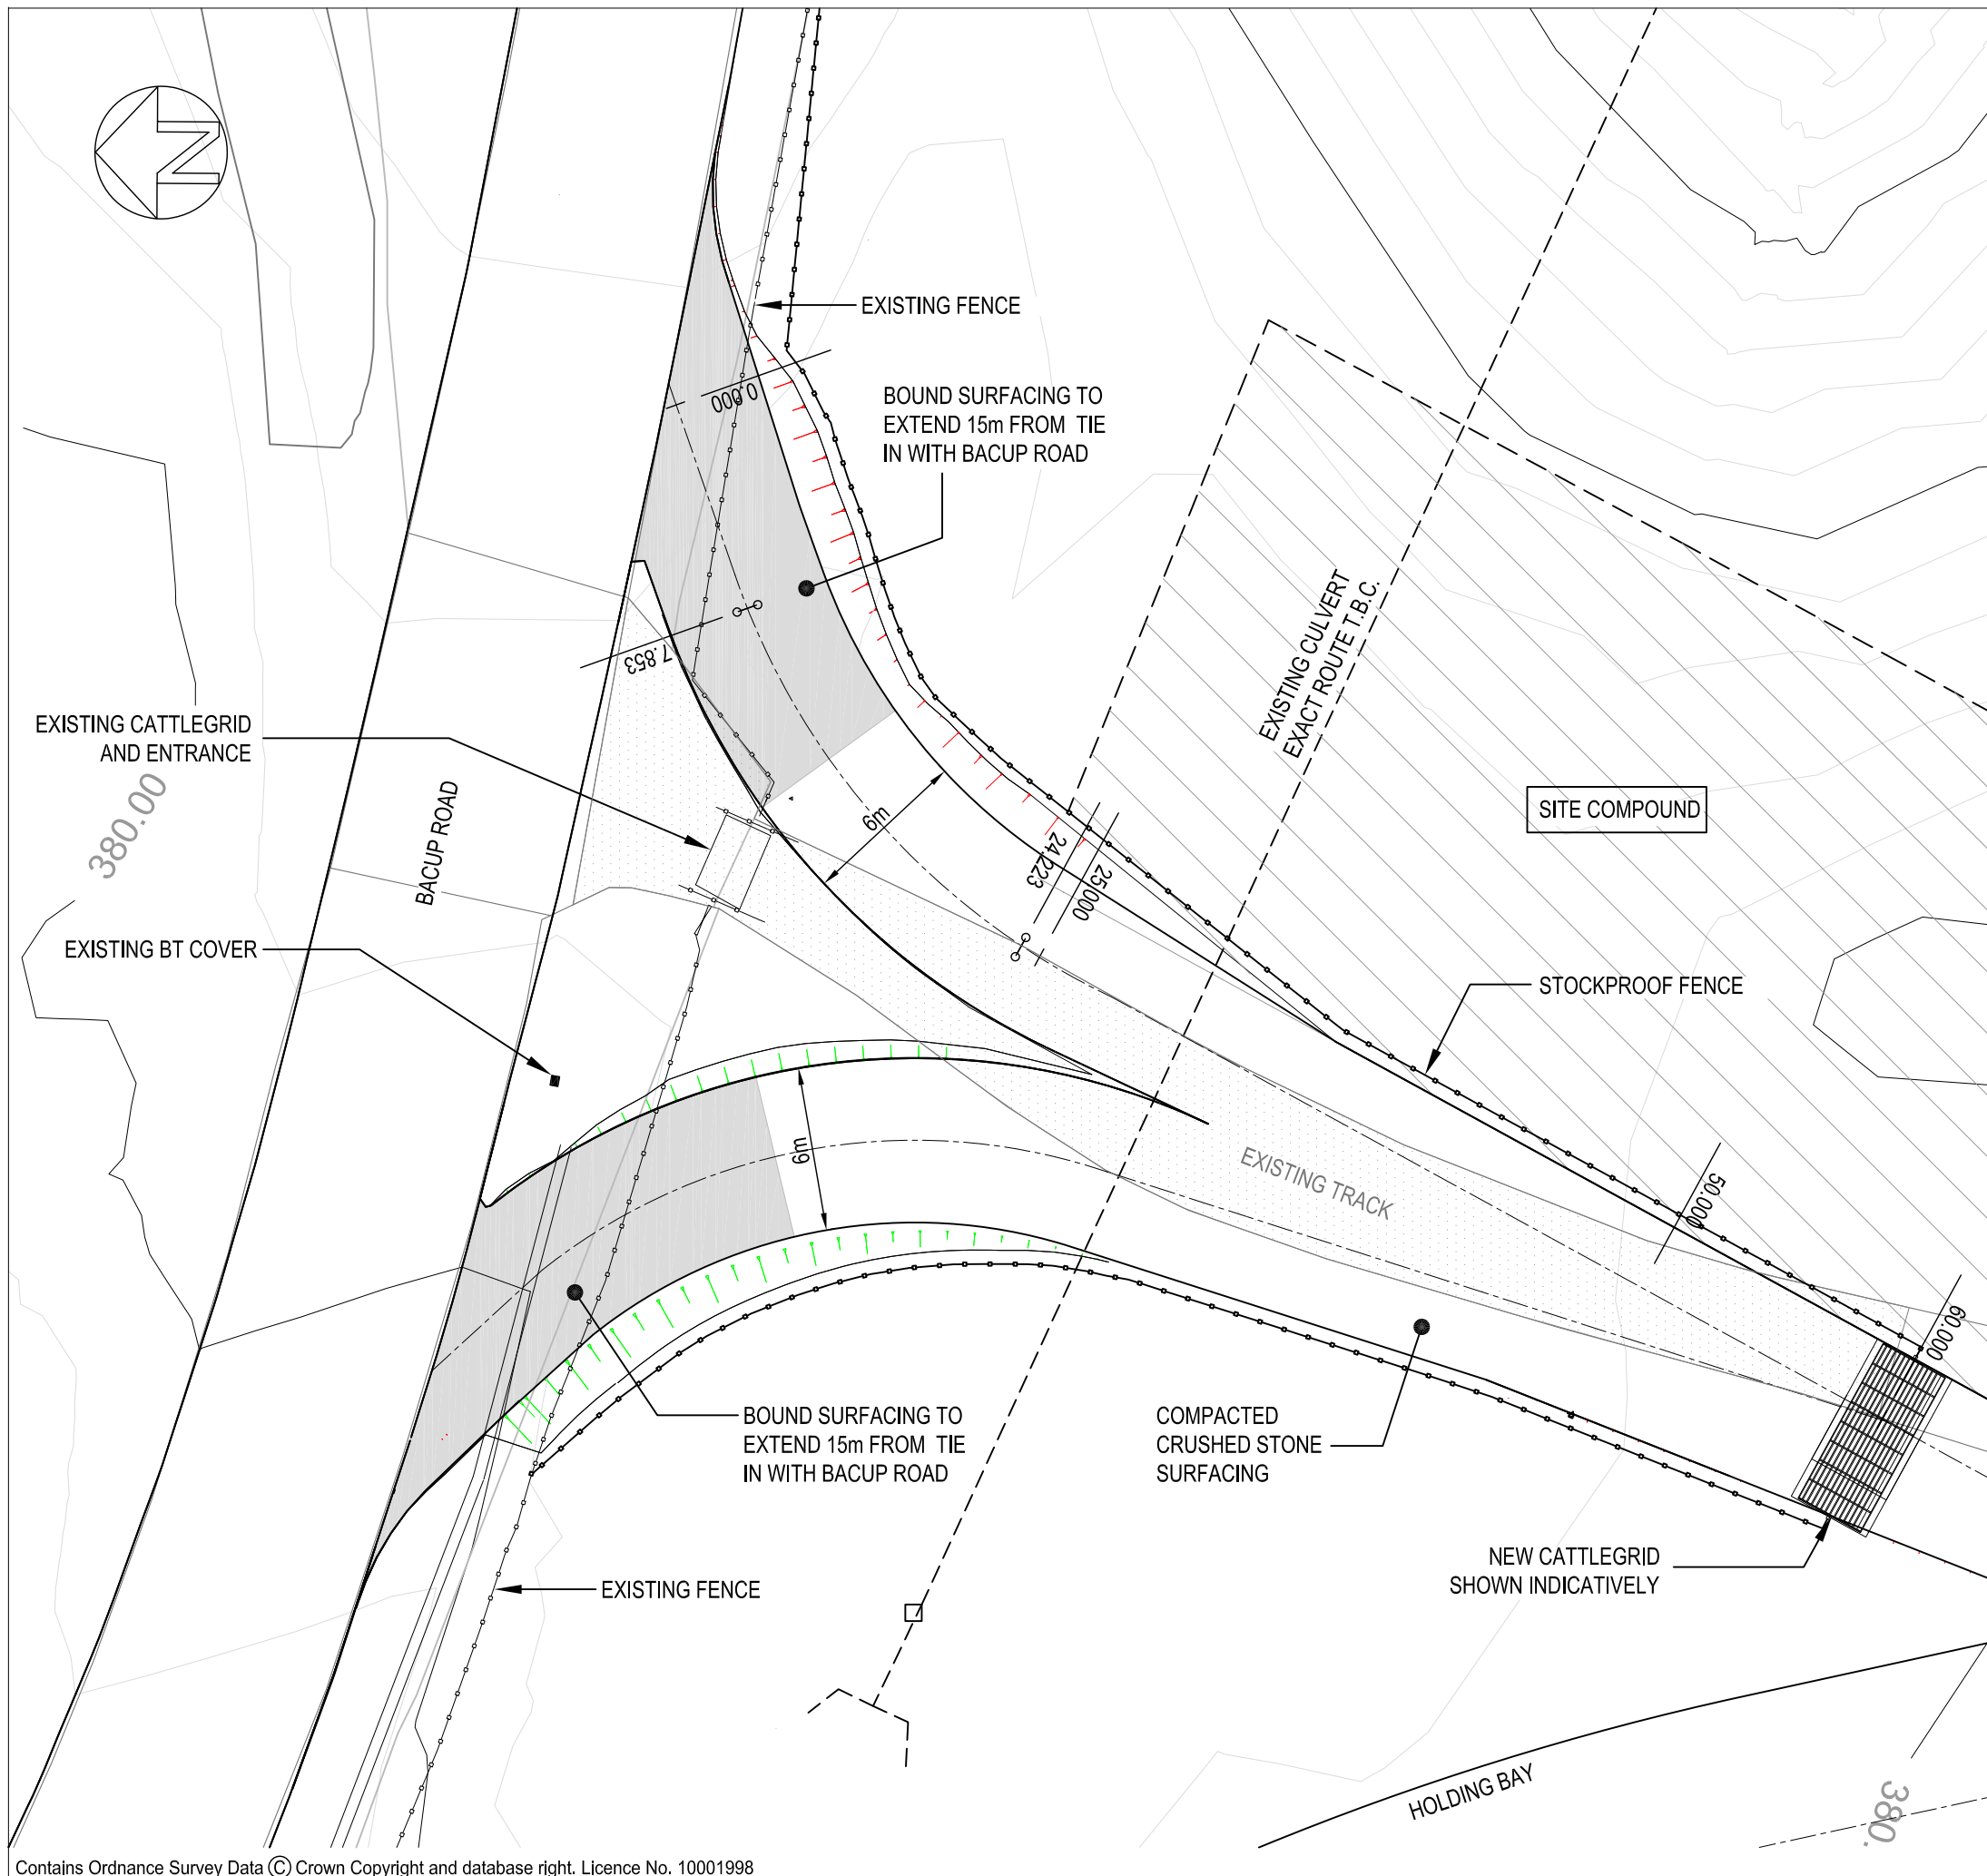 N
EXISTING FENCE
0.000
BOUND SURFACING TO
EXTEND 15m FROM TIE
IN WITH BACUP ROAD
7.853
EXISTING CULVERT
EXACT ROUTE T.B.C.
EXISTING CATTLEGRID
AND ENTRANCE
380.00
BACUP ROAD
6m
24.223
25.000
SITE COMPOUND
EXISTING BT COVER
STOCKPROOF FENCE
6m
EXISTING TRACK
50.000
60.000
BOUND SURFACING TO
EXTEND 15m FROM TIE
IN WITH BACUP ROAD
COMPACTED
CRUSHED STONE
SURFACING
NEW CATTLEGRID
SHOWN INDICATIVELY
EXISTING FENCE
HOLDING BAY
380.
Contains Ordnance Survey Data © Crown Copyright and database right. Licence No. 10001998